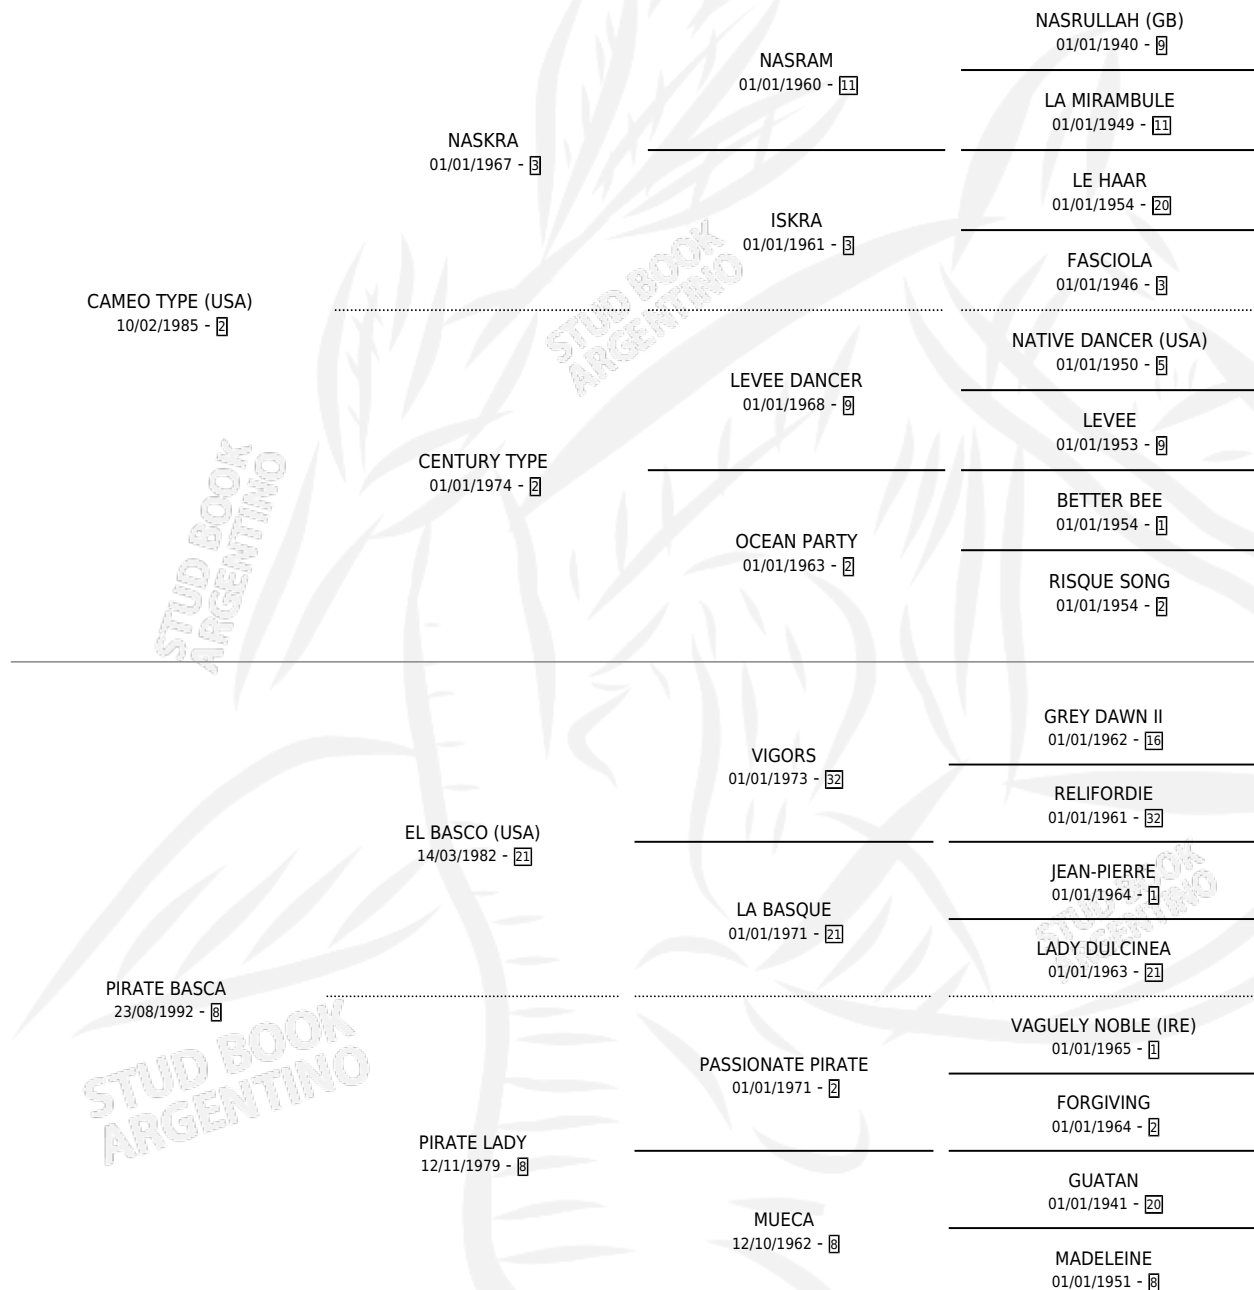 NASRULLAH (GB)
01/01/1940 - 9
NASRAM
01/01/1960 - 11
LA MIRAMBULE
01/01/1949 - 11
NASKRA
01/01/1967 - 3
LE HAAR
01/01/1954 - 20
ISKRA
01/01/1961 - 3
FASCIOLA
01/01/1946 - 3
CAMEO TYPE (USA)
10/02/1985 - 2
NATIVE DANCER (USA)
01/01/1950 - 5
LEVEE DANCER
01/01/1968 - 9
LEVEE
01/01/1953 - 9
CENTURY TYPE
01/01/1974 - 2
BETTER BEE
01/01/1954 - 1
OCEAN PARTY
01/01/1963 - 2
RISQUE SONG
01/01/1954 - 2
GREY DAWN II
01/01/1962 - 16
VIGORS
01/01/1973 - 32
RELIFORDIE
01/01/1961 - 32
EL BASCO (USA)
14/03/1982 - 21
JEAN-PIERRE
01/01/1964 - 1
LA BASQUE
01/01/1971 - 21
LADY DULCINEA
01/01/1963 - 21
PIRATE BASCA
23/08/1992 - 8
VAGUELY NOBLE (IRE)
01/01/1965 - 1
PASSIONATE PIRATE
01/01/1971 - 2
FORGIVING
01/01/1964 - 2
PIRATE LADY
12/11/1979 - 8
GUATAN
01/01/1941 - 20
MUECA
12/10/1962 - 8
MADELEINE
01/01/1951 - 8
STUD BOOK
ARGENTINO
STUD BOOK
ARGENTINO
STUD BOOK
ARGENTINO
STUD BOOK
ARGENTINO